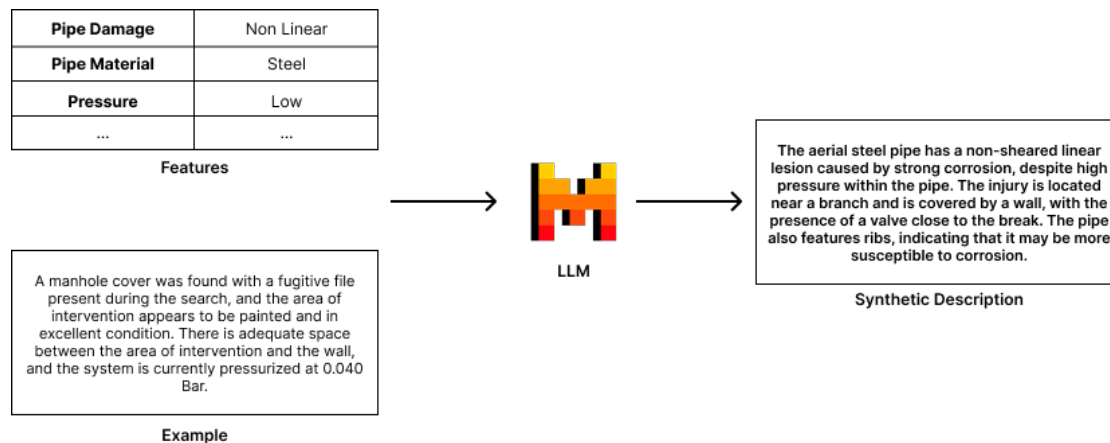 Pipe Damage Non Linear
Pipe Material Steel
Pressure Low
... ...
Features
A manhole cover was found with a fugitive file
present during the search, and the area of
intervention appears to be painted and in
excellent condition. There is adequate space
between the area of intervention and the wall,
and the system is currently pressurized at 0.040
Bar.
Example
LLM
The aerial steel pipe has a non-sheared linear
lesion caused by strong corrosion, despite high
pressure within the pipe. The injury is located
near a branch and is covered by a wall, with the
presence of a valve close to the break. The pipe
also features ribs, indicating that it may be more
susceptible to corrosion.
Synthetic Description